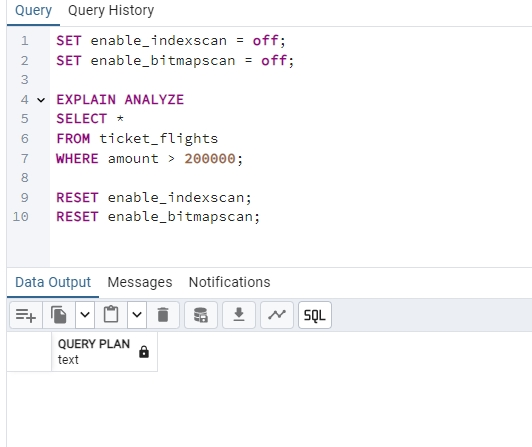 Query Query History
1 SET enable_indexscan = off;
2 SET enable_bitmapscan = off;
3
4 EXPLAIN ANALYZE
5 SELECT *
6 FROM ticket_flights
7 WHERE amount > 200000;
8
9 RESET enable_indexscan;
10 RESET enable_bitmapscan;
Data Output Messages Notifications
SQL
QUERY PLAN
text